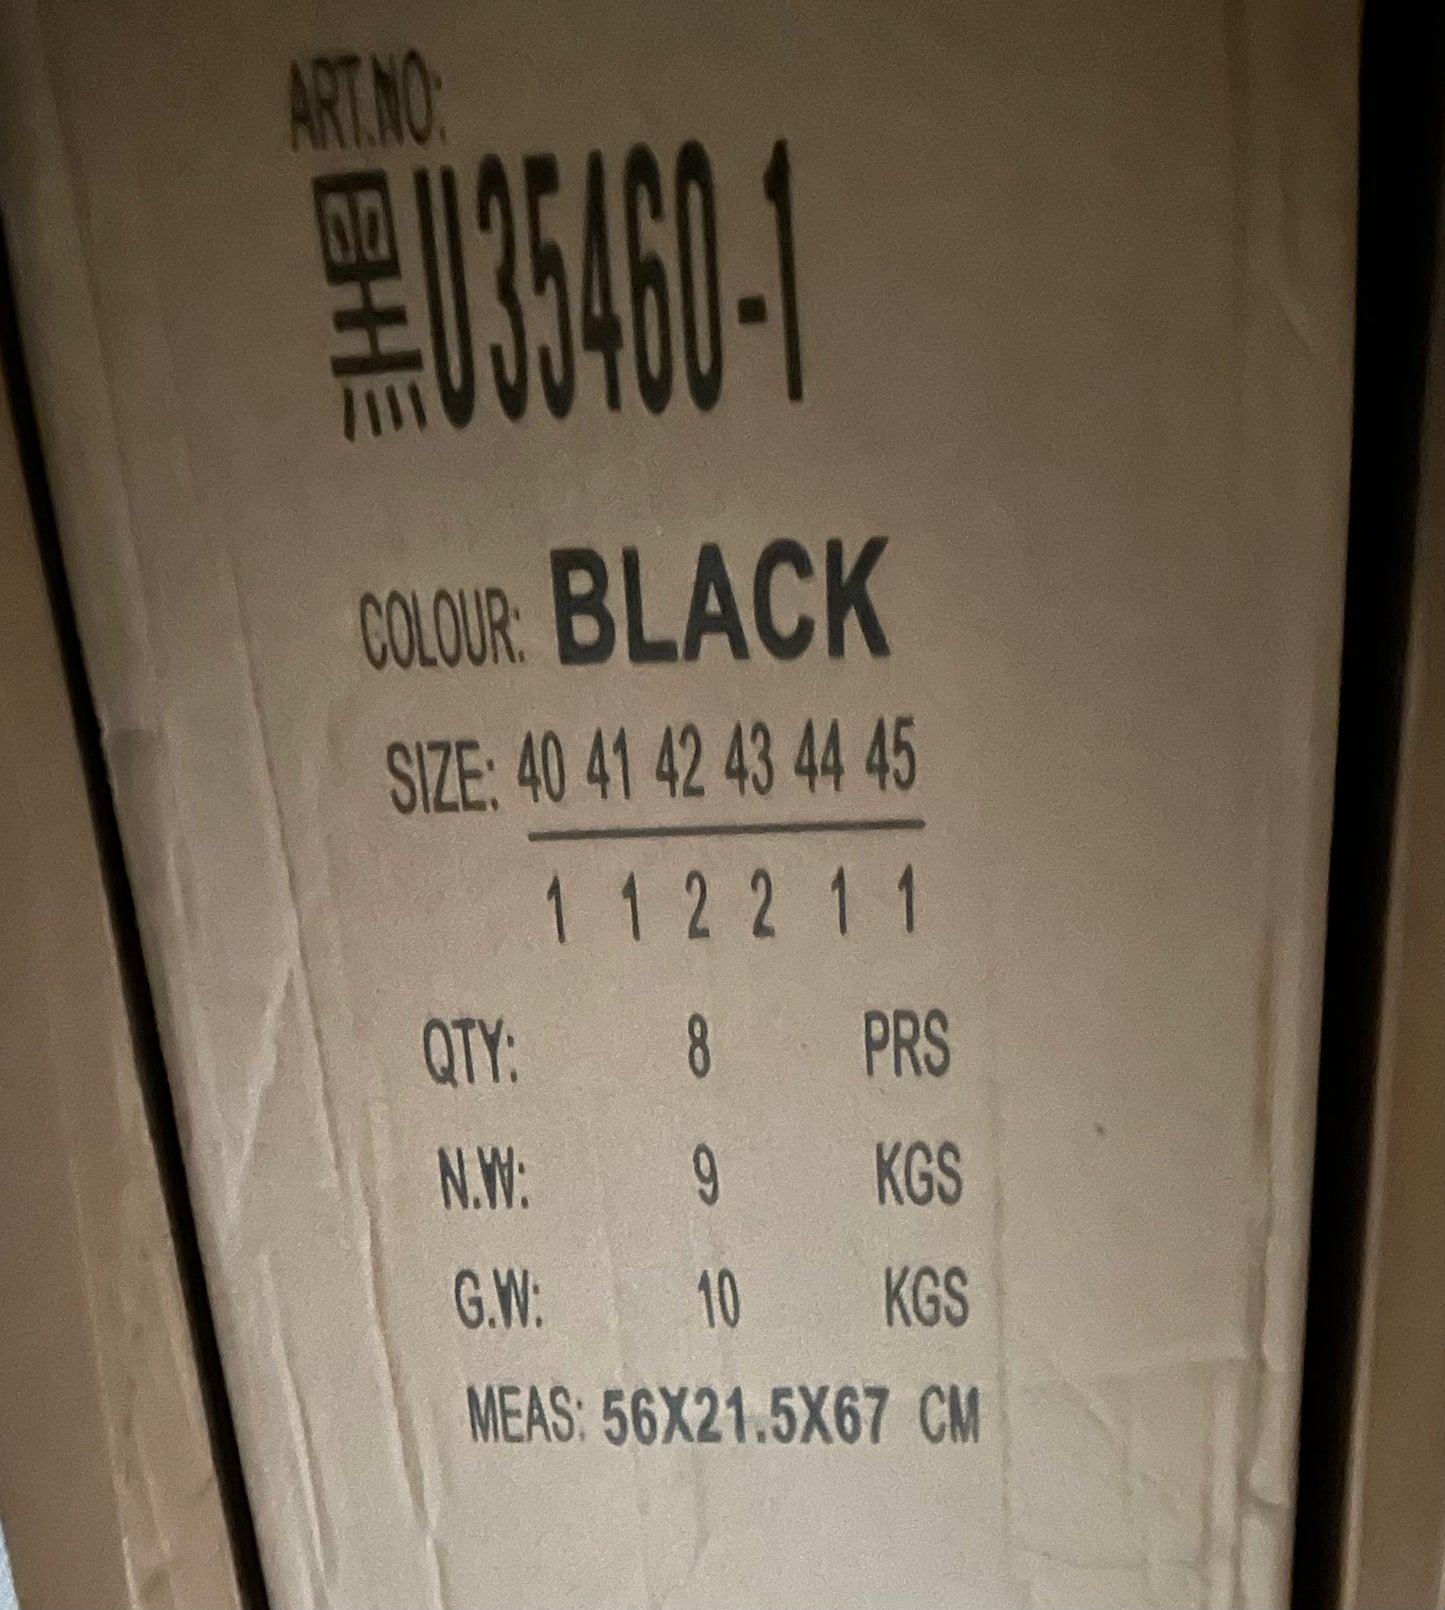 ART.NO:
黑U35460-1
COLOUR: BLACK
SIZE: 40 41 42 43 44 45
1 1 2 2 1 1
QTY: 8 PRS
N.W: 9 KGS
G.W: 10 KGS
MEAS: 56X21.5X67 CM